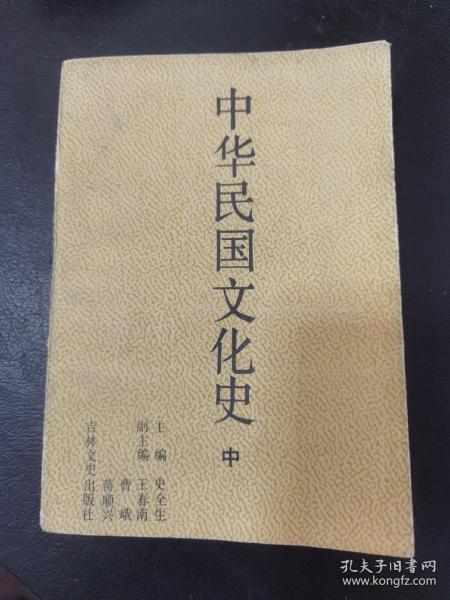 中华民国文化史
中
主编 史全生
副主编 王春南
曹峨
蒋顺兴
吉林文史出版社
孔夫子旧书网
www.kongfz.com